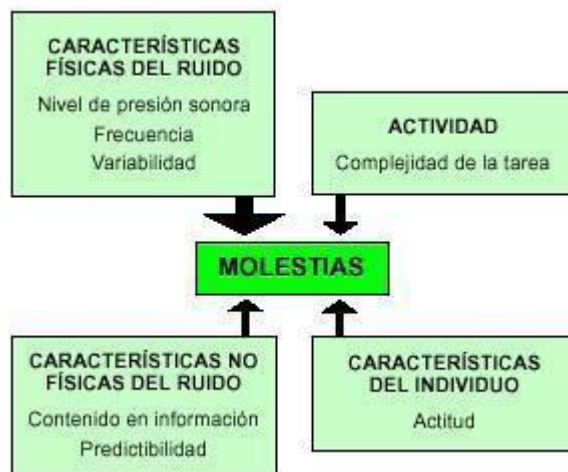 CARACTERÍSTICAS
FÍSICAS DEL RUIDO
Nivel de presión sonora
Frecuencia
Variabilidad
ACTIVIDAD
Complejidad de la tarea
MOLESTIAS
CARACTERÍSTICAS NO
FÍSICAS DEL RUIDO
Contenido en información
Predictibilidad
CARACTERÍSTICAS
DEL INDIVIDUO
Actitud